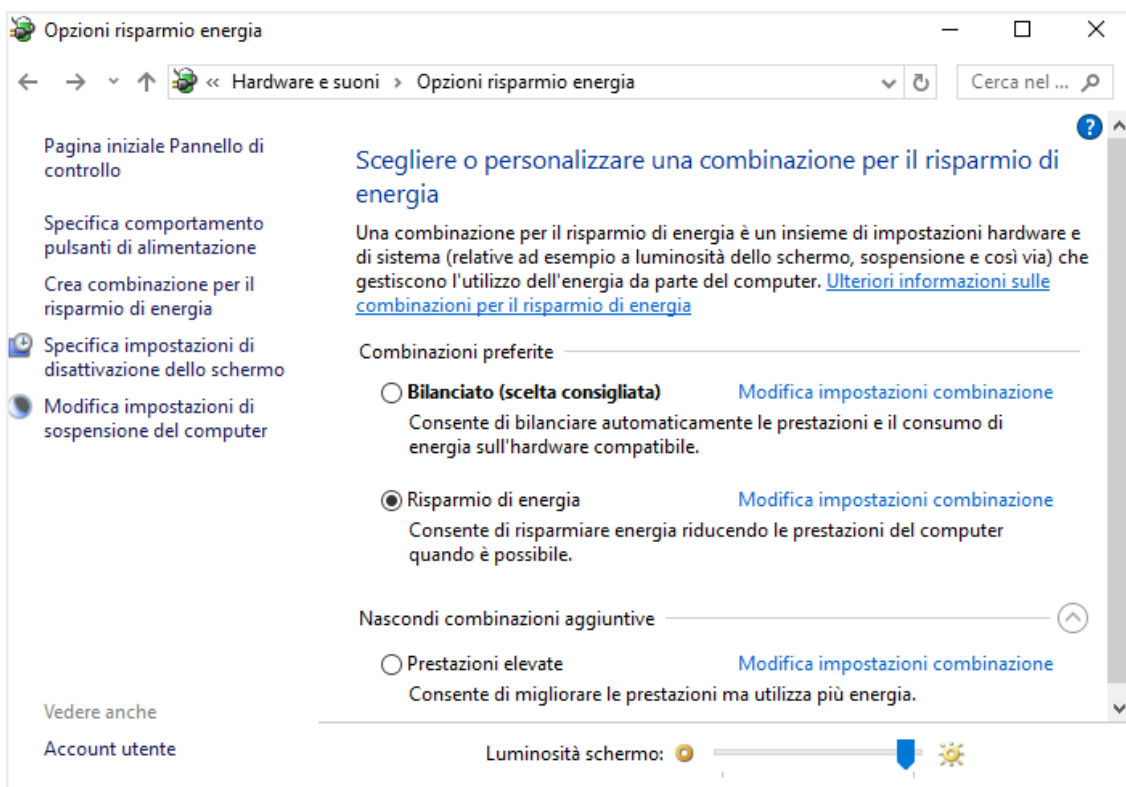 Opzioni risparmio energia
« Hardware e suoni › Opzioni risparmio energia
Cerca nel ...
Pagina iniziale Pannello di
controllo
Specifica comportamento
pulsanti di alimentazione
Crea combinazione per il
risparmio di energia
Specifica impostazioni di
disattivazione dello schermo
Modifica impostazioni di
sospensione del computer
Vedere anche
Account utente
?
Scegliere o personalizzare una combinazione per il risparmio di
energia
Una combinazione per il risparmio di energia è un insieme di impostazioni hardware e
di sistema (relative ad esempio a luminosità dello schermo, sospensione e così via) che
gestiscono l'utilizzo dell'energia da parte del computer. Ulteriori informazioni sulle
combinazioni per il risparmio di energia
Combinazioni preferite
Bilanciato (scelta consigliata) Modifica impostazioni combinazione
Consente di bilanciare automaticamente le prestazioni e il consumo di
energia sull'hardware compatibile.
Risparmio di energia Modifica impostazioni combinazione
Consente di risparmiare energia riducendo le prestazioni del computer
quando è possibile.
Nascondi combinazioni aggiuntive
Prestazioni elevate Modifica impostazioni combinazione
Consente di migliorare le prestazioni ma utilizza più energia.
Luminosità schermo: